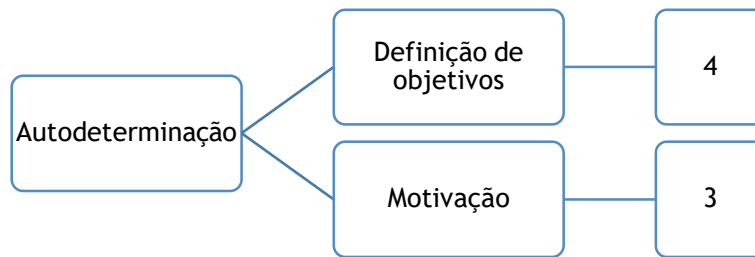 Autodeterminação
Definição de
objetivos
4
Motivação
3